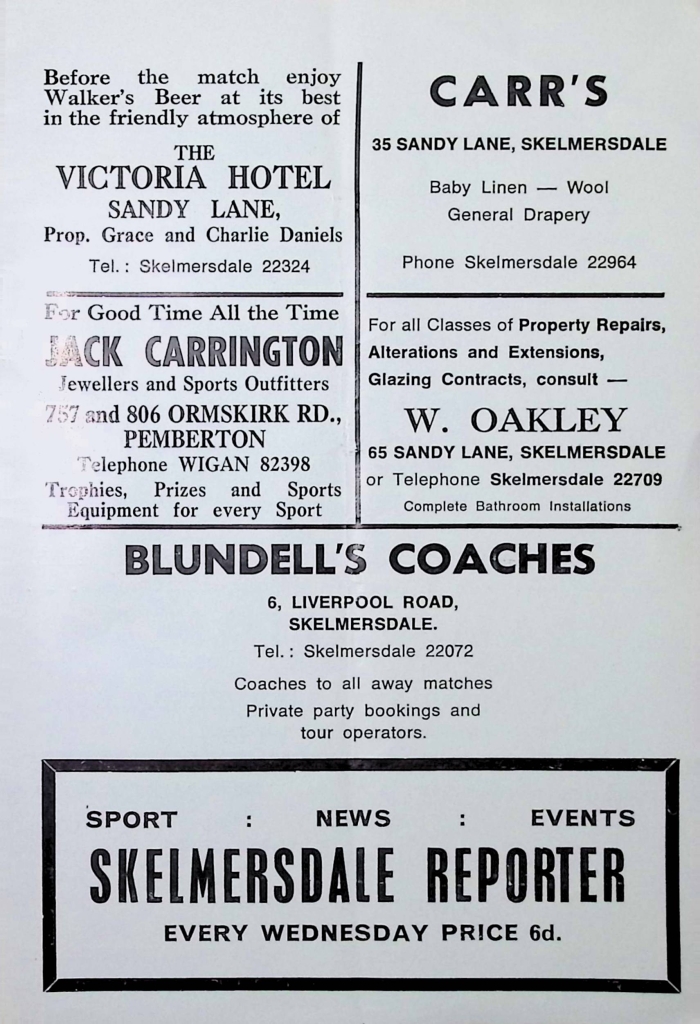 Before the match enjoy
Walker's Beer at its best
in the friendly atmosphere of
THE
VICTORIA HOTEL
SANDY LANE,
Prop. Grace and Charlie Daniels
Tel. : Skelmersdale 22324
For Good Time All the Time
JACK CARRINGTON
Jewellers and Sports Outfitters
757 and 806 ORMSKIRK RD.,
PEMBERTON
Telephone WIGAN 82398
Trophies, Prizes and Sports
Equipment for every Sport
CARR'S
35 SANDY LANE, SKELMERSDALE
Baby Linen — Wool
General Drapery
Phone Skelmersdale 22964
For all Classes of Property Repairs,
Alterations and Extensions,
Glazing Contracts, consult —
W. OAKLEY
65 SANDY LANE, SKELMERSDALE
or Telephone Skelmersdale 22709
Complete Bathroom Installations
BLUNDELL'S COACHES
6, LIVERPOOL ROAD,
SKELMERSDALE.
Tel. : Skelmersdale 22072
Coaches to all away matches
Private party bookings and
tour operators.
SPORT : NEWS : EVENTS
SKELMERSDALE REPORTER
EVERY WEDNESDAY PRICE 6d.